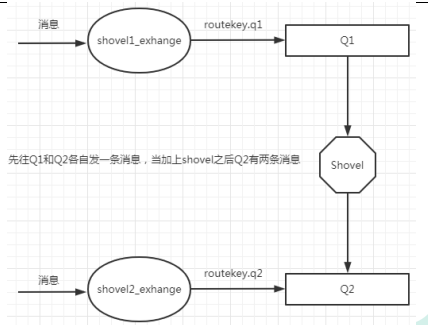 消息
shovel1_exhange
routekey.q1
Q1
先往Q1和Q2各自发一条消息，当加上shovel之后Q2有两条消息
Shovel
消息
shovel2_exhange
routekey.q2
Q2